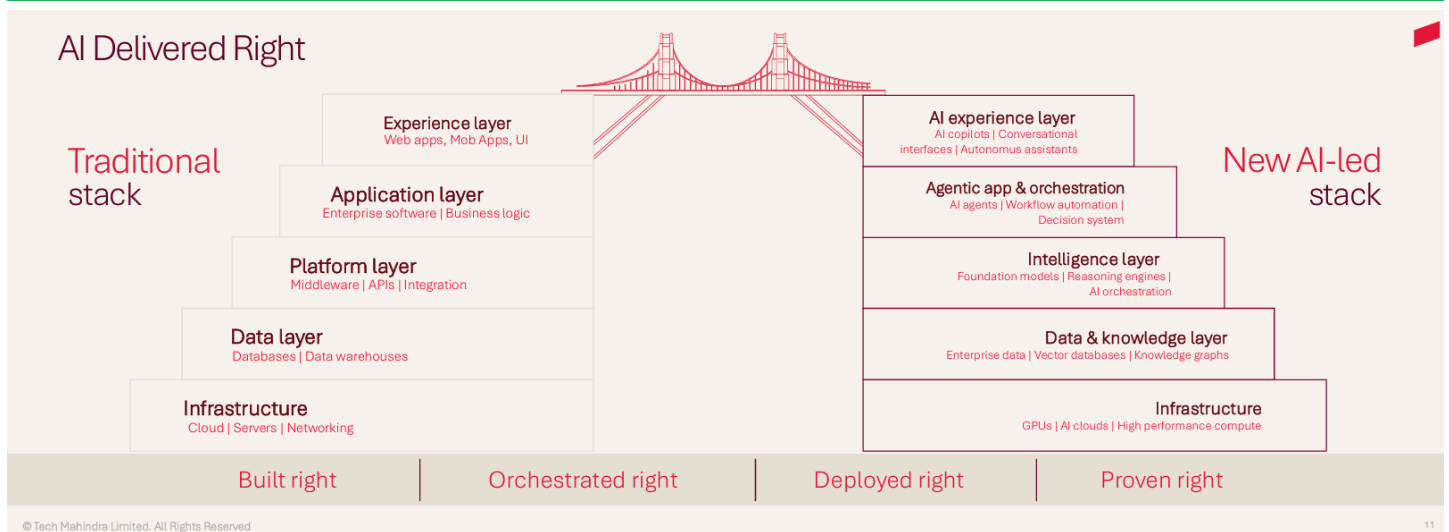 AI Delivered Right
Traditional
stack
Experience layer
Web apps, Mob Apps, UI
Application layer
Enterprise software | Business logic
Platform layer
Middleware | APIs | Integration
Data layer
Databases | Data warehouses
Infrastructure
Cloud | Servers | Networking
AI experience layer
AI copilots | Conversational
interfaces | Autonomus assistants
Agentic app & orchestration
AI agents | Workflow automation |
Decision system
Intelligence layer
Foundation models | Reasoning engines |
AI orchestration
Data & knowledge layer
Enterprise data | Vector databases | Knowledge graphs
Infrastructure
GPUs | AI clouds | High performance compute
New AI-led
stack
Built right
Orchestrated right
Deployed right
Proven right
© Tech Mahindra Limited. All Rights Reserved
11